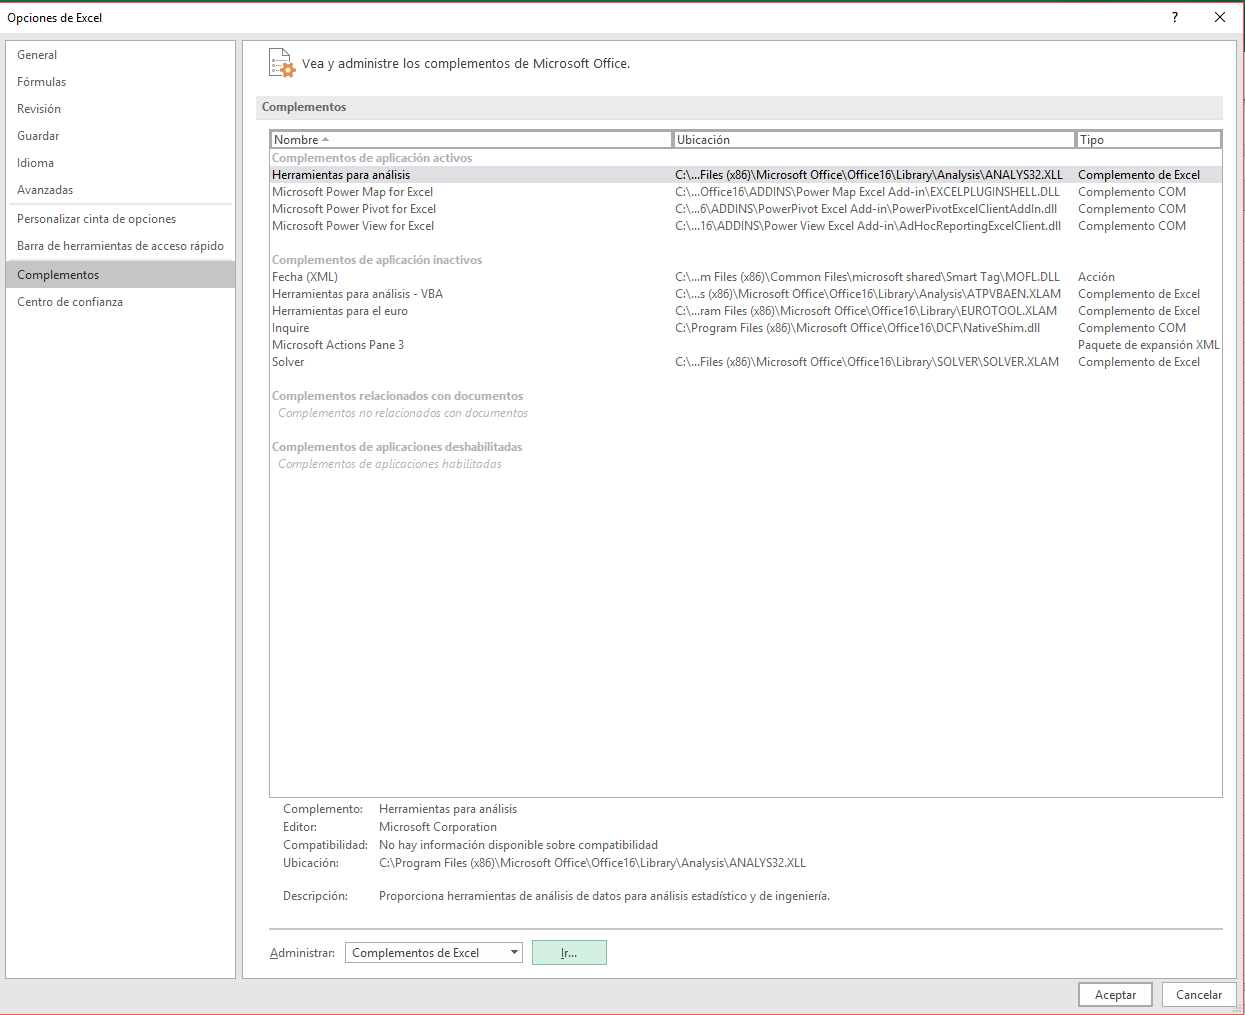 Opciones de Excel
?
General
Fórmulas
Revisión
Guardar
Idioma
Avanzadas
Personalizar cinta de opciones
Barra de herramientas de acceso rápido
Complementos
Centro de confianza
Vea y administre los complementos de Microsoft Office.
Complementos
Nombre Ubicación Tipo
Complementos de aplicación activos
Herramientas para análisis C:\...Files (x86)\Microsoft Office\Office16\Library\Analysis\ANALYS32.XLL Complemento de Excel
Microsoft Power Map for Excel C:\...Office16\ADDINS\Power Map Excel Add-in\EXCELPLUGINSHELL.DLL Complemento COM
Microsoft Power Pivot for Excel C:\...6\ADDINS\PowerPivot Excel Add-in\PowerPivotExcelClientAddIn.dll Complemento COM
Microsoft Power View for Excel C:\...16\ADDINS\Power View Excel Add-in\AdHocReportingExcelClient.dll Complemento COM
Complementos de aplicación inactivos
Fecha (XML) C:\...m Files (x86)\Common Files\microsoft shared\Smart Tag\MOFL.DLL Acción
Herramientas para análisis - VBA C:\...s (x86)\Microsoft Office\Office16\Library\Analysis\ATPVBAEN.XLAM Complemento de Excel
Herramientas para el euro C:\...ram Files (x86)\Microsoft Office\Office16\Library\EUROTOOL.XLAM Complemento de Excel
Inquire C:\Program Files (x86)\Microsoft Office\Office16\DCF\NativeShim.dll Complemento COM
Microsoft Actions Pane 3 Paquete de expansión XML
Solver C:\...Files (x86)\Microsoft Office\Office16\Library\SOLVER\SOLVER.XLAM Complemento de Excel
Complementos relacionados con documentos
Complementos no relacionados con documentos
Complementos de aplicaciones deshabilitadas
Complementos de aplicaciones habilitadas
Complemento: Herramientas para análisis
Editor: Microsoft Corporation
Compatibilidad: No hay información disponible sobre compatibilidad
Ubicación: C:\Program Files (x86)\Microsoft Office\Office16\Library\Analysis\ANALYS32.XLL
Descripción: Proporciona herramientas de análisis de datos para análisis estadístico y de ingeniería.
Administrar: Complementos de Excel Ir...
Aceptar Cancelar